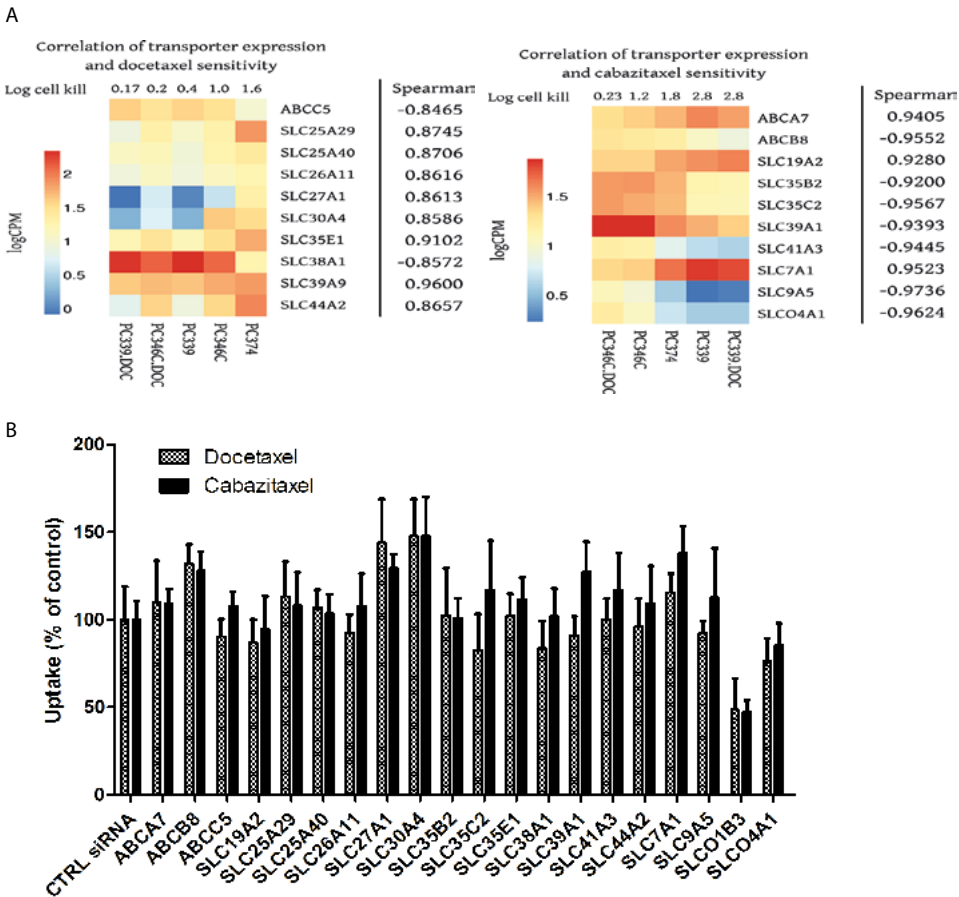 A
Correlation of transporter expression
and docetaxel sensitivity
Log cell kill 0.17 0.2 0.4 1.0 1.6 Spearman
ABCC5 -0.8465
SLC25A29 0.8745
SLC25A40 0.8706
SLC26A11 0.8616
SLC27A1 0.8613
SLC30A4 0.8586
SLC35E1 0.9102
SLC38A1 -0.8572
SLC39A9 0.9600
SLC44A2 0.8657
logCPM
2
1.5
1
0.5
0
PC339.DOC
PC346C.DOC
PC339
PC346C
PC374
Correlation of transporter expression
and cabazitaxel sensitivity
Log cell kill 0.23 1.2 1.8 2.8 2.8 Spearman
ABCA7 0.9405
ABCB8 -0.9552
SLC19A2 0.9280
SLC35B2 -0.9200
SLC35C2 -0.9567
SLC39A1 -0.9393
SLC41A3 -0.9445
SLC7A1 0.9523
SLC9A5 -0.9736
SLCO4A1 -0.9624
logCPM
1.5
1
0.5
PC346C.DOC
PC346C
PC374
PC339
PC339.DOC
B
Docetaxel
Cabazitaxel
Uptake (% of control)
200
150
100
50
0
CTRL siRNA
ABCA7
ABCB8
ABCC5
SLC19A2
SLC25A29
SLC25A40
SLC26A11
SLC27A1
SLC30A4
SLC35B2
SLC35C2
SLC35E1
SLC38A1
SLC39A1
SLC41A3
SLC44A2
SLC7A1
SLC9A5
SLCO1B3
SLCO4A1